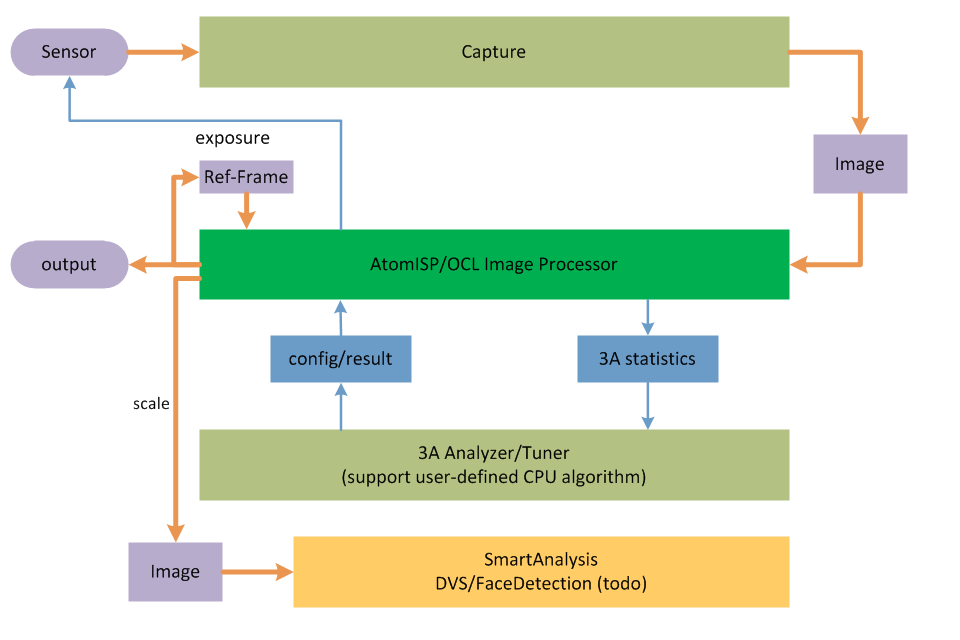 Sensor
Capture
exposure
Image
Ref-Frame
output
AtomISP/OCL Image Processor
config/result
3A statistics
scale
3A Analyzer/Tuner
(support user-defined CPU algorithm)
Image
SmartAnalysis
DVS/FaceDetection (todo)